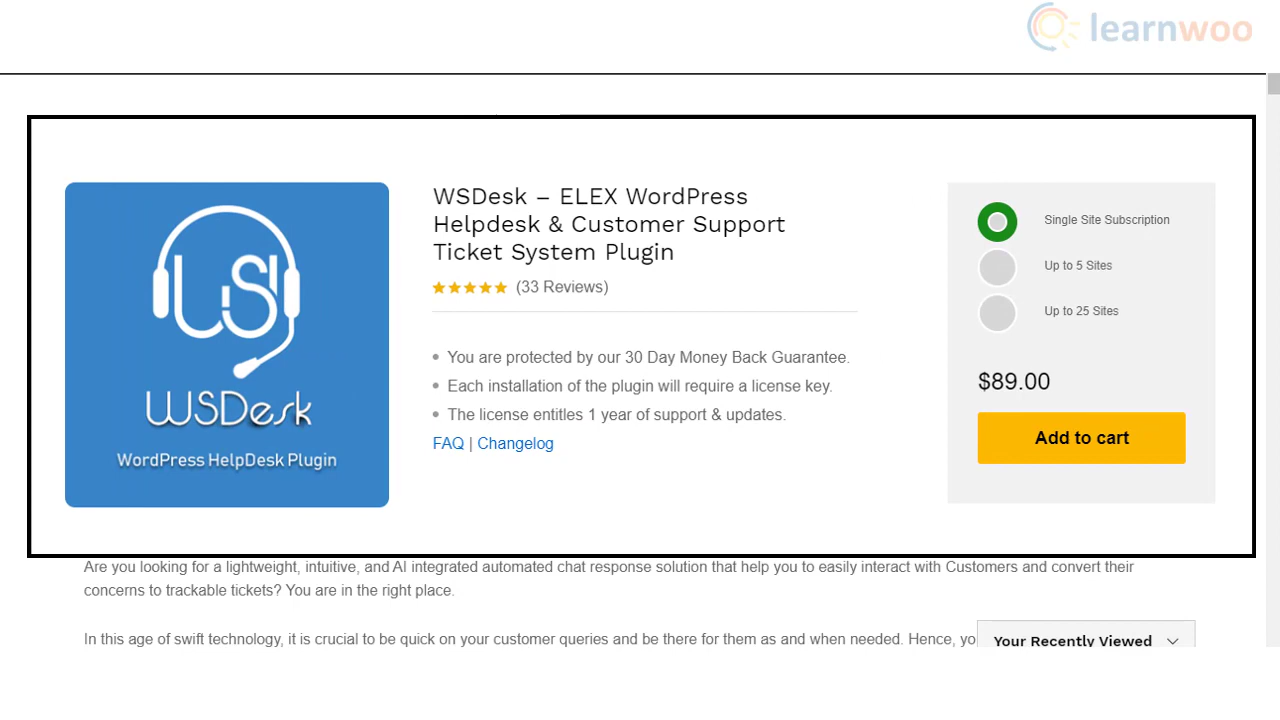 learnwoo
WSDesk – ELEX WordPress
Helpdesk & Customer Support
Ticket System Plugin
(33 Reviews)
You are protected by our 30 Day Money Back Guarantee.
Each installation of the plugin will require a license key.
The license entitles 1 year of support & updates.
FAQ | Changelog
WSDesk
WordPress HelpDesk Plugin
Single Site Subscription
Up to 5 Sites
Up to 25 Sites
$89.00
Add to cart
Are you looking for a lightweight, intuitive, and AI integrated automated chat response solution that help you to easily interact with Customers and convert their
concerns to trackable tickets? You are in the right place.
In this age of swift technology, it is crucial to be quick on your customer queries and be there for them as and when needed. Hence, yo
Your Recently Viewed